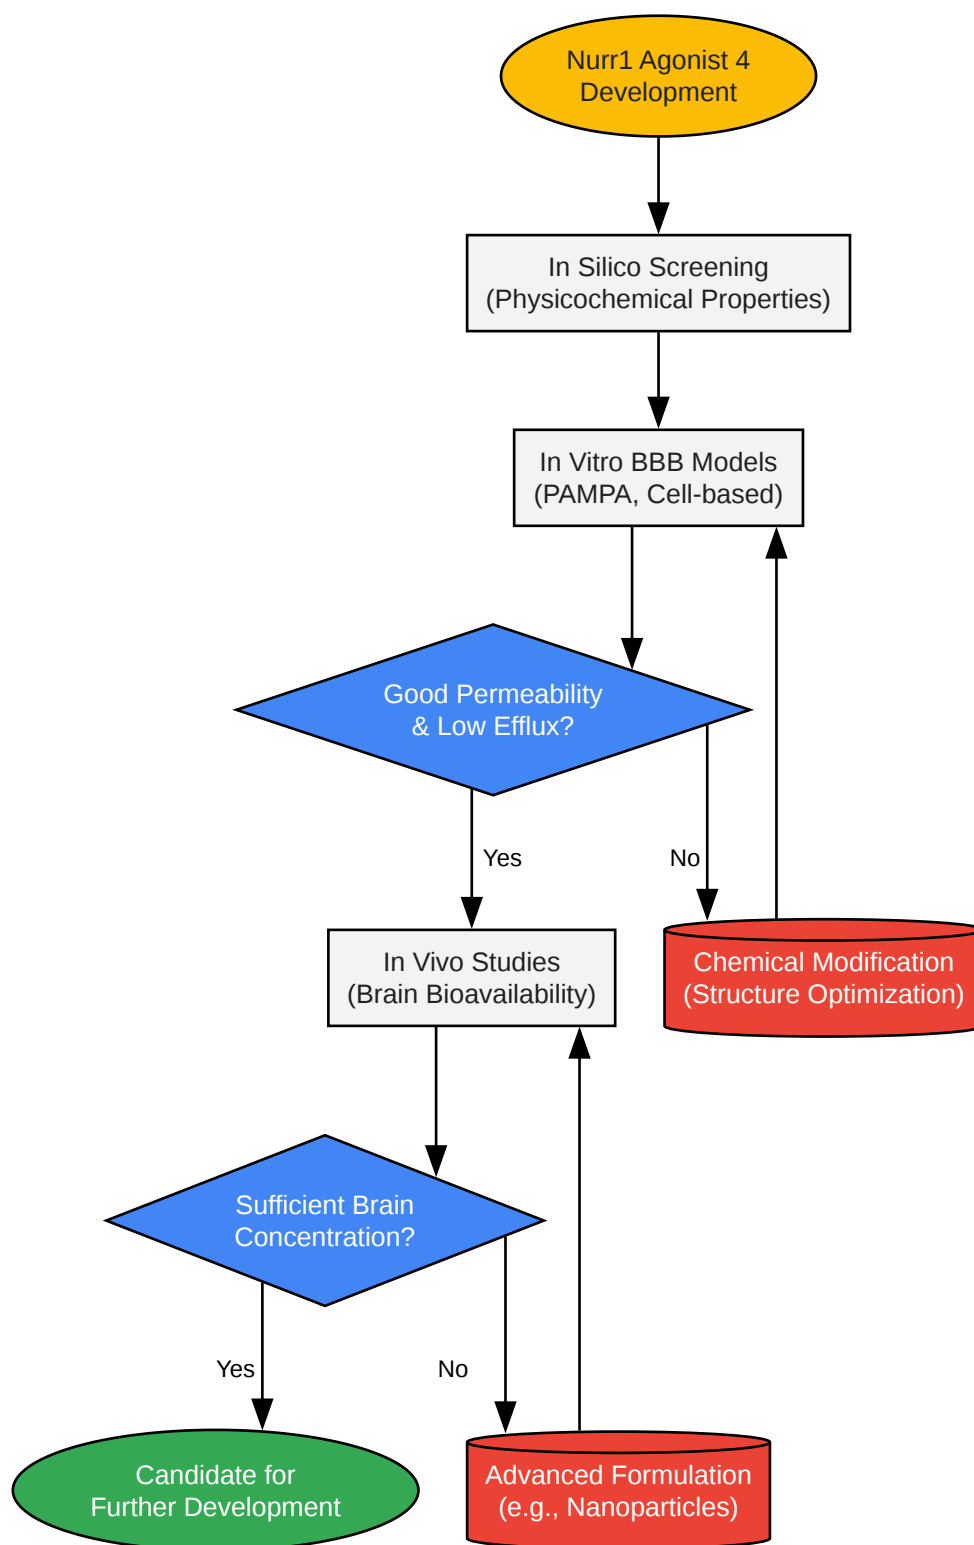 Nurr1 Agonist 4
Development
In Silico Screening
(Physicochemical Properties)
In Vitro BBB Models
(PAMPA, Cell-based)
Good Permeability
& Low Efflux?
Yes
No
In Vivo Studies
(Brain Bioavailability)
Chemical Modification
(Structure Optimization)
Sufficient Brain
Concentration?
Yes
No
Candidate for
Further Development
Advanced Formulation
(e.g., Nanoparticles)